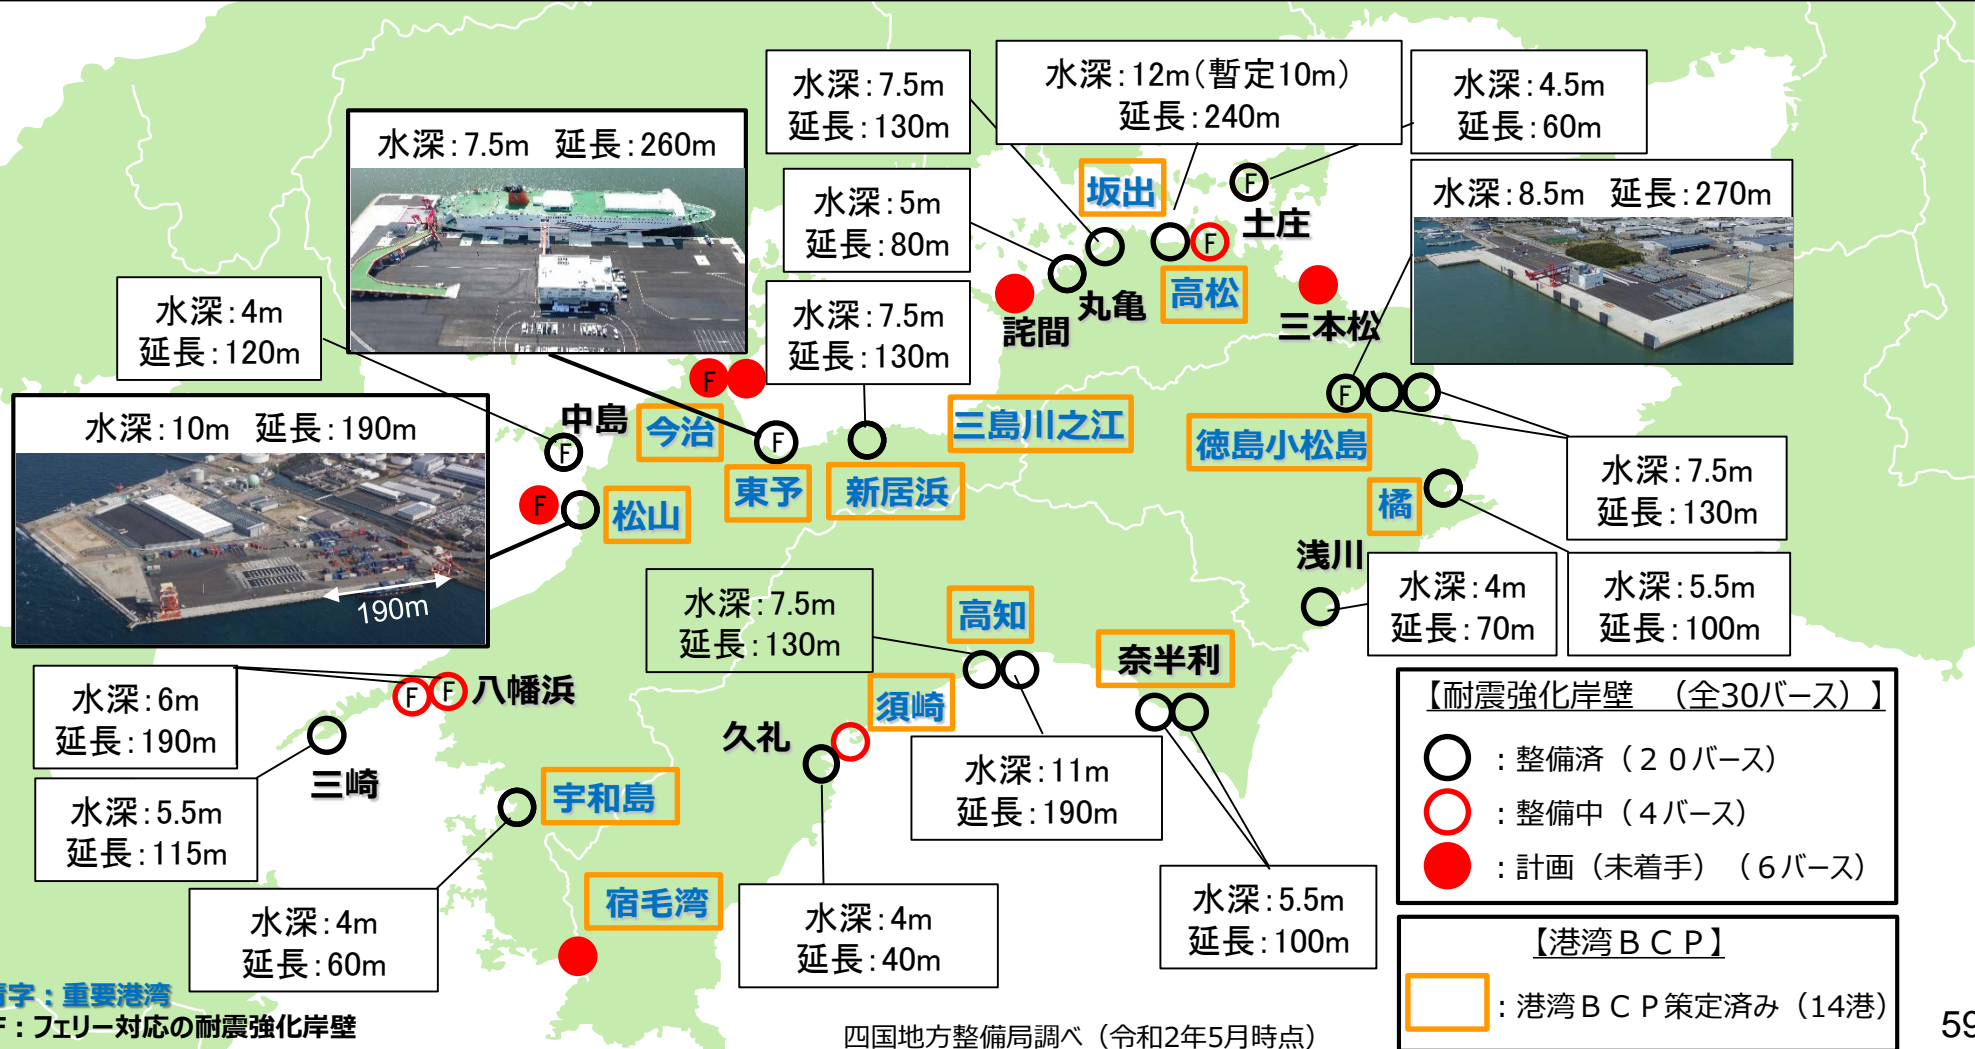 水深：7.5m
延長：130m
水深：12m（暫定10m）
延長：240m
水深：4.5m
延長：60m
水深：7.5m　延長：260m
水深：5m
延長：80m
坂出
F
土庄
水深：8.5m　延長：270m
F
高松
丸亀
詫間
三本松
水深：4m
延長：120m
水深：7.5m
延長：130m
F
F
水深：10m　延長：190m
190m
中島
F
今治
F
東予
新居浜
三島川之江
徳島小松島
水深：7.5m
延長：130m
F
松山
橘
浅川
水深：4m
延長：70m
水深：5.5m
延長：100m
水深：7.5m
延長：130m
高知
奈半利
須崎
久礼
水深：11m
延長：190m
水深：6m
延長：190m
F
F
八幡浜
三崎
水深：5.5m
延長：115m
宇和島
水深：4m
延長：60m
宿毛湾
水深：4m
延長：40m
水深：5.5m
延長：100m
【耐震強化岸壁　（全30バース）】
：整備済（２０バース）
：整備中（４バース）
：計画（未着手）（６バース）
【港湾ＢＣＰ】
：港湾ＢＣＰ策定済み（14港）
青字：重要港湾
F：フェリー対応の耐震強化岸壁
四国地方整備局調べ（令和2年5月時点）
59